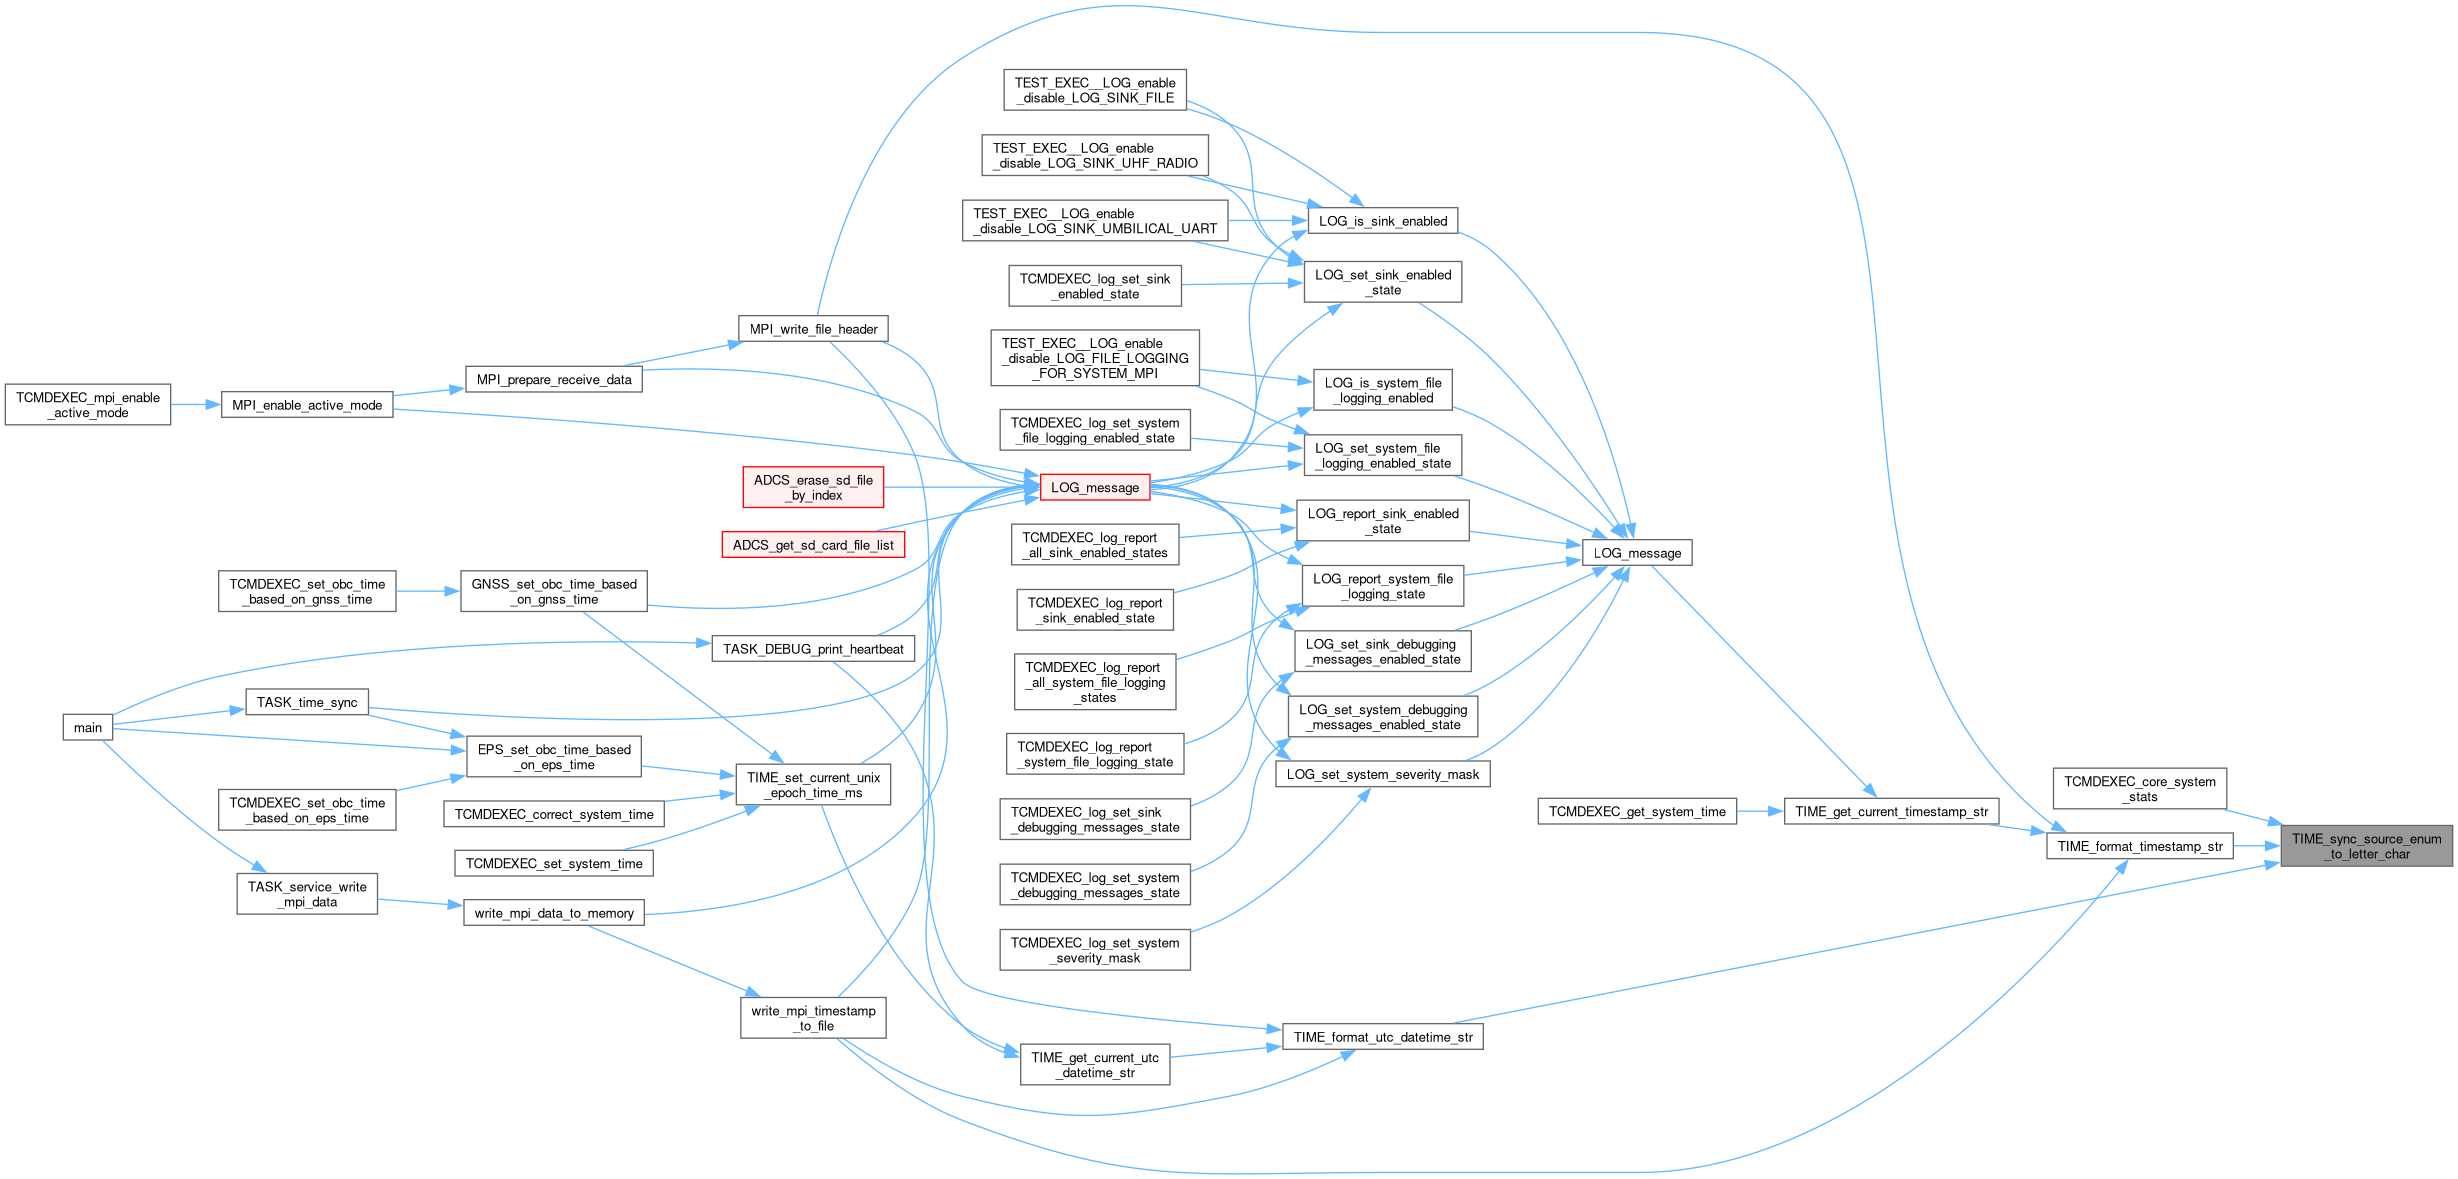 TEST_EXEC__LOG_enable
_disable_LOG_SINK_FILE
TEST_EXEC__LOG_enable
_disable_LOG_SINK_UHF_RADIO
TEST_EXEC__LOG_enable
_disable_LOG_SINK_UMBILICAL_UART
LOG_is_sink_enabled
TCMDEXEC_log_set_sink
_enabled_state
LOG_set_sink_enabled
_state
MPI_write_file_header
TEST_EXEC__LOG_enable
_disable_LOG_FILE_LOGGING
_FOR_SYSTEM_MPI
LOG_is_system_file
_logging_enabled
MPI_prepare_receive_data
TCMDEXEC_mpi_enable
_active_mode
MPI_enable_active_mode
TCMDEXEC_log_set_system
_file_logging_enabled_state
LOG_set_system_file
_logging_enabled_state
ADCS_erase_sd_file
_by_index
LOG_message
LOG_report_sink_enabled
_state
ADCS_get_sd_card_file_list
TCMDEXEC_log_report
_all_sink_enabled_states
LOG_message
TCMDEXEC_set_obc_time
_based_on_gnss_time
GNSS_set_obc_time_based
_on_gnss_time
LOG_report_system_file
_logging_state
TCMDEXEC_log_report
_sink_enabled_state
TASK_DEBUG_print_heartbeat
LOG_set_sink_debugging
_messages_enabled_state
TCMDEXEC_log_report
_all_system_file_logging
_states
TASK_time_sync
LOG_set_system_debugging
_messages_enabled_state
main
EPS_set_obc_time_based
_on_eps_time
TCMDEXEC_log_report
_system_file_logging_state
TIME_set_current_unix
_epoch_time_ms
LOG_set_system_severity_mask
TCMDEXEC_core_system
_stats
TCMDEXEC_set_obc_time
_based_on_eps_time
TCMDEXEC_correct_system_time
TCMDEXEC_log_set_sink
_debugging_messages_state
TCMDEXEC_get_system_time
TIME_get_current_timestamp_str
TIME_format_timestamp_str
TIME_sync_source_enum
_to_letter_char
TCMDEXEC_set_system_time
TASK_service_write
_mpi_data
write_mpi_data_to_memory
TCMDEXEC_log_set_system
_debugging_messages_state
TCMDEXEC_log_set_system
_severity_mask
write_mpi_timestamp
_to_file
TIME_format_utc_datetime_str
TIME_get_current_utc
_datetime_str